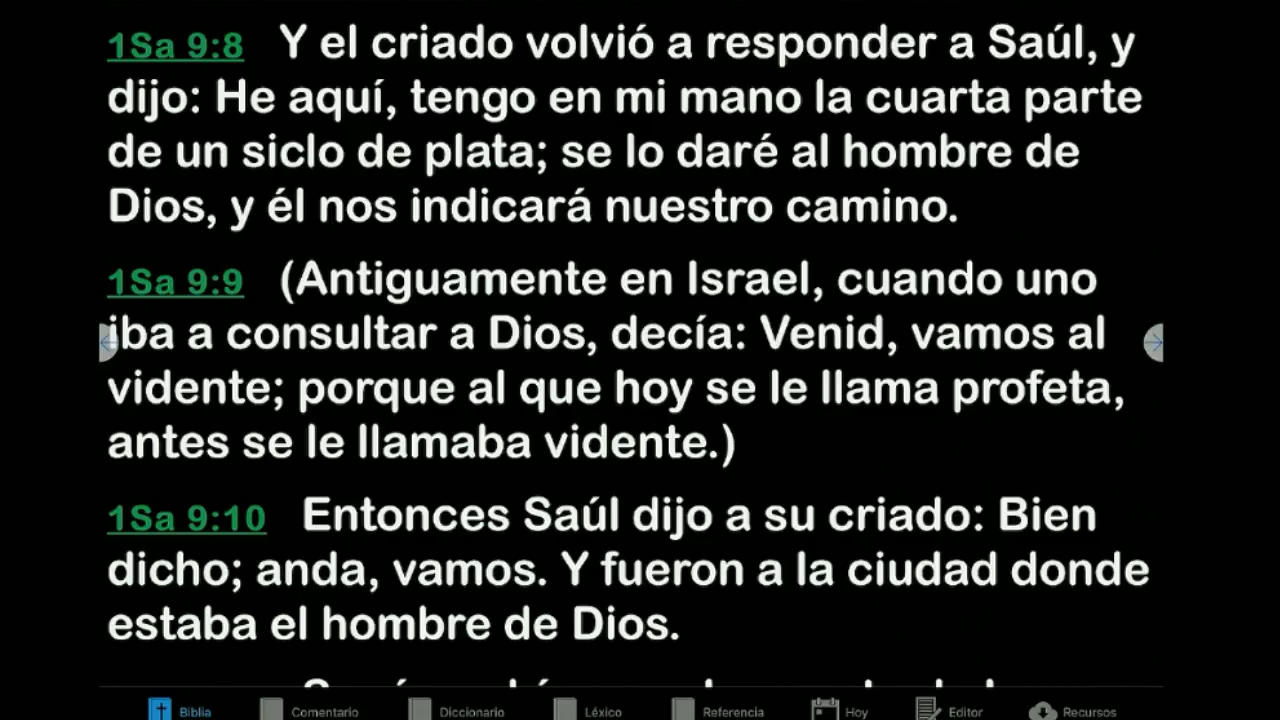 1Sa 9:8 Y el criado volvió a responder a Saúl, y
dijo: He aquí, tengo en mi mano la cuarta parte
de un siclo de plata; se lo daré al hombre de
Dios, y él nos indicará nuestro camino.
1Sa 9:9 (Antiguamente en Israel, cuando uno
iba a consultar a Dios, decía: Venid, vamos al
vidente; porque al que hoy se le llama profeta,
antes se le llamaba vidente.)
1Sa 9:10 Entonces Saúl dijo a su criado: Bien
dicho; anda, vamos. Y fueron a la ciudad donde
estaba el hombre de Dios.
Biblia Comentario Diccionario Léxico Referencia Hoy Editor Recursos